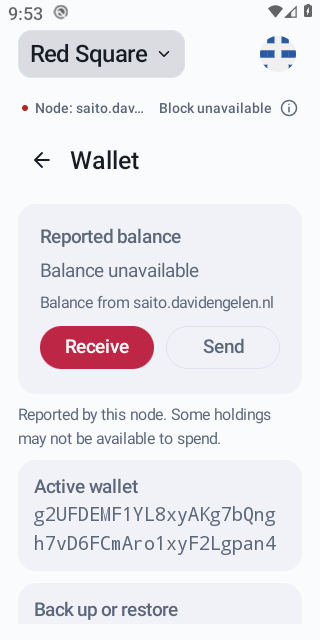 9:53
Red Square
Node: saito.dav... Block unavailable
Wallet
Reported balance
Balance unavailable
Balance from saito.davidengelen.nl
Receive Send
Reported by this node. Some holdings
may not be available to spend.
Active wallet
g2UFDEMF1YL8xyAKg7bQng
h7vD6FCmAro1xyF2Lgpan4
Back up or restore